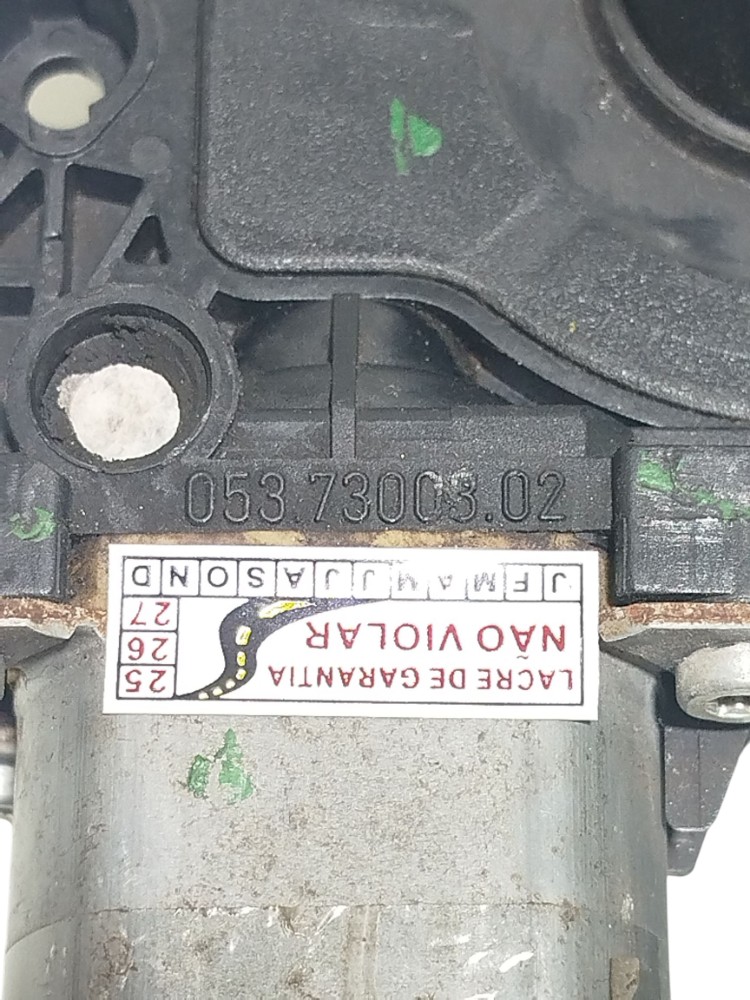 053.73003.02
LACRE DE GARANTIA
NÃO VIOLAR
25
26
27
J F M A M J J A S O N D